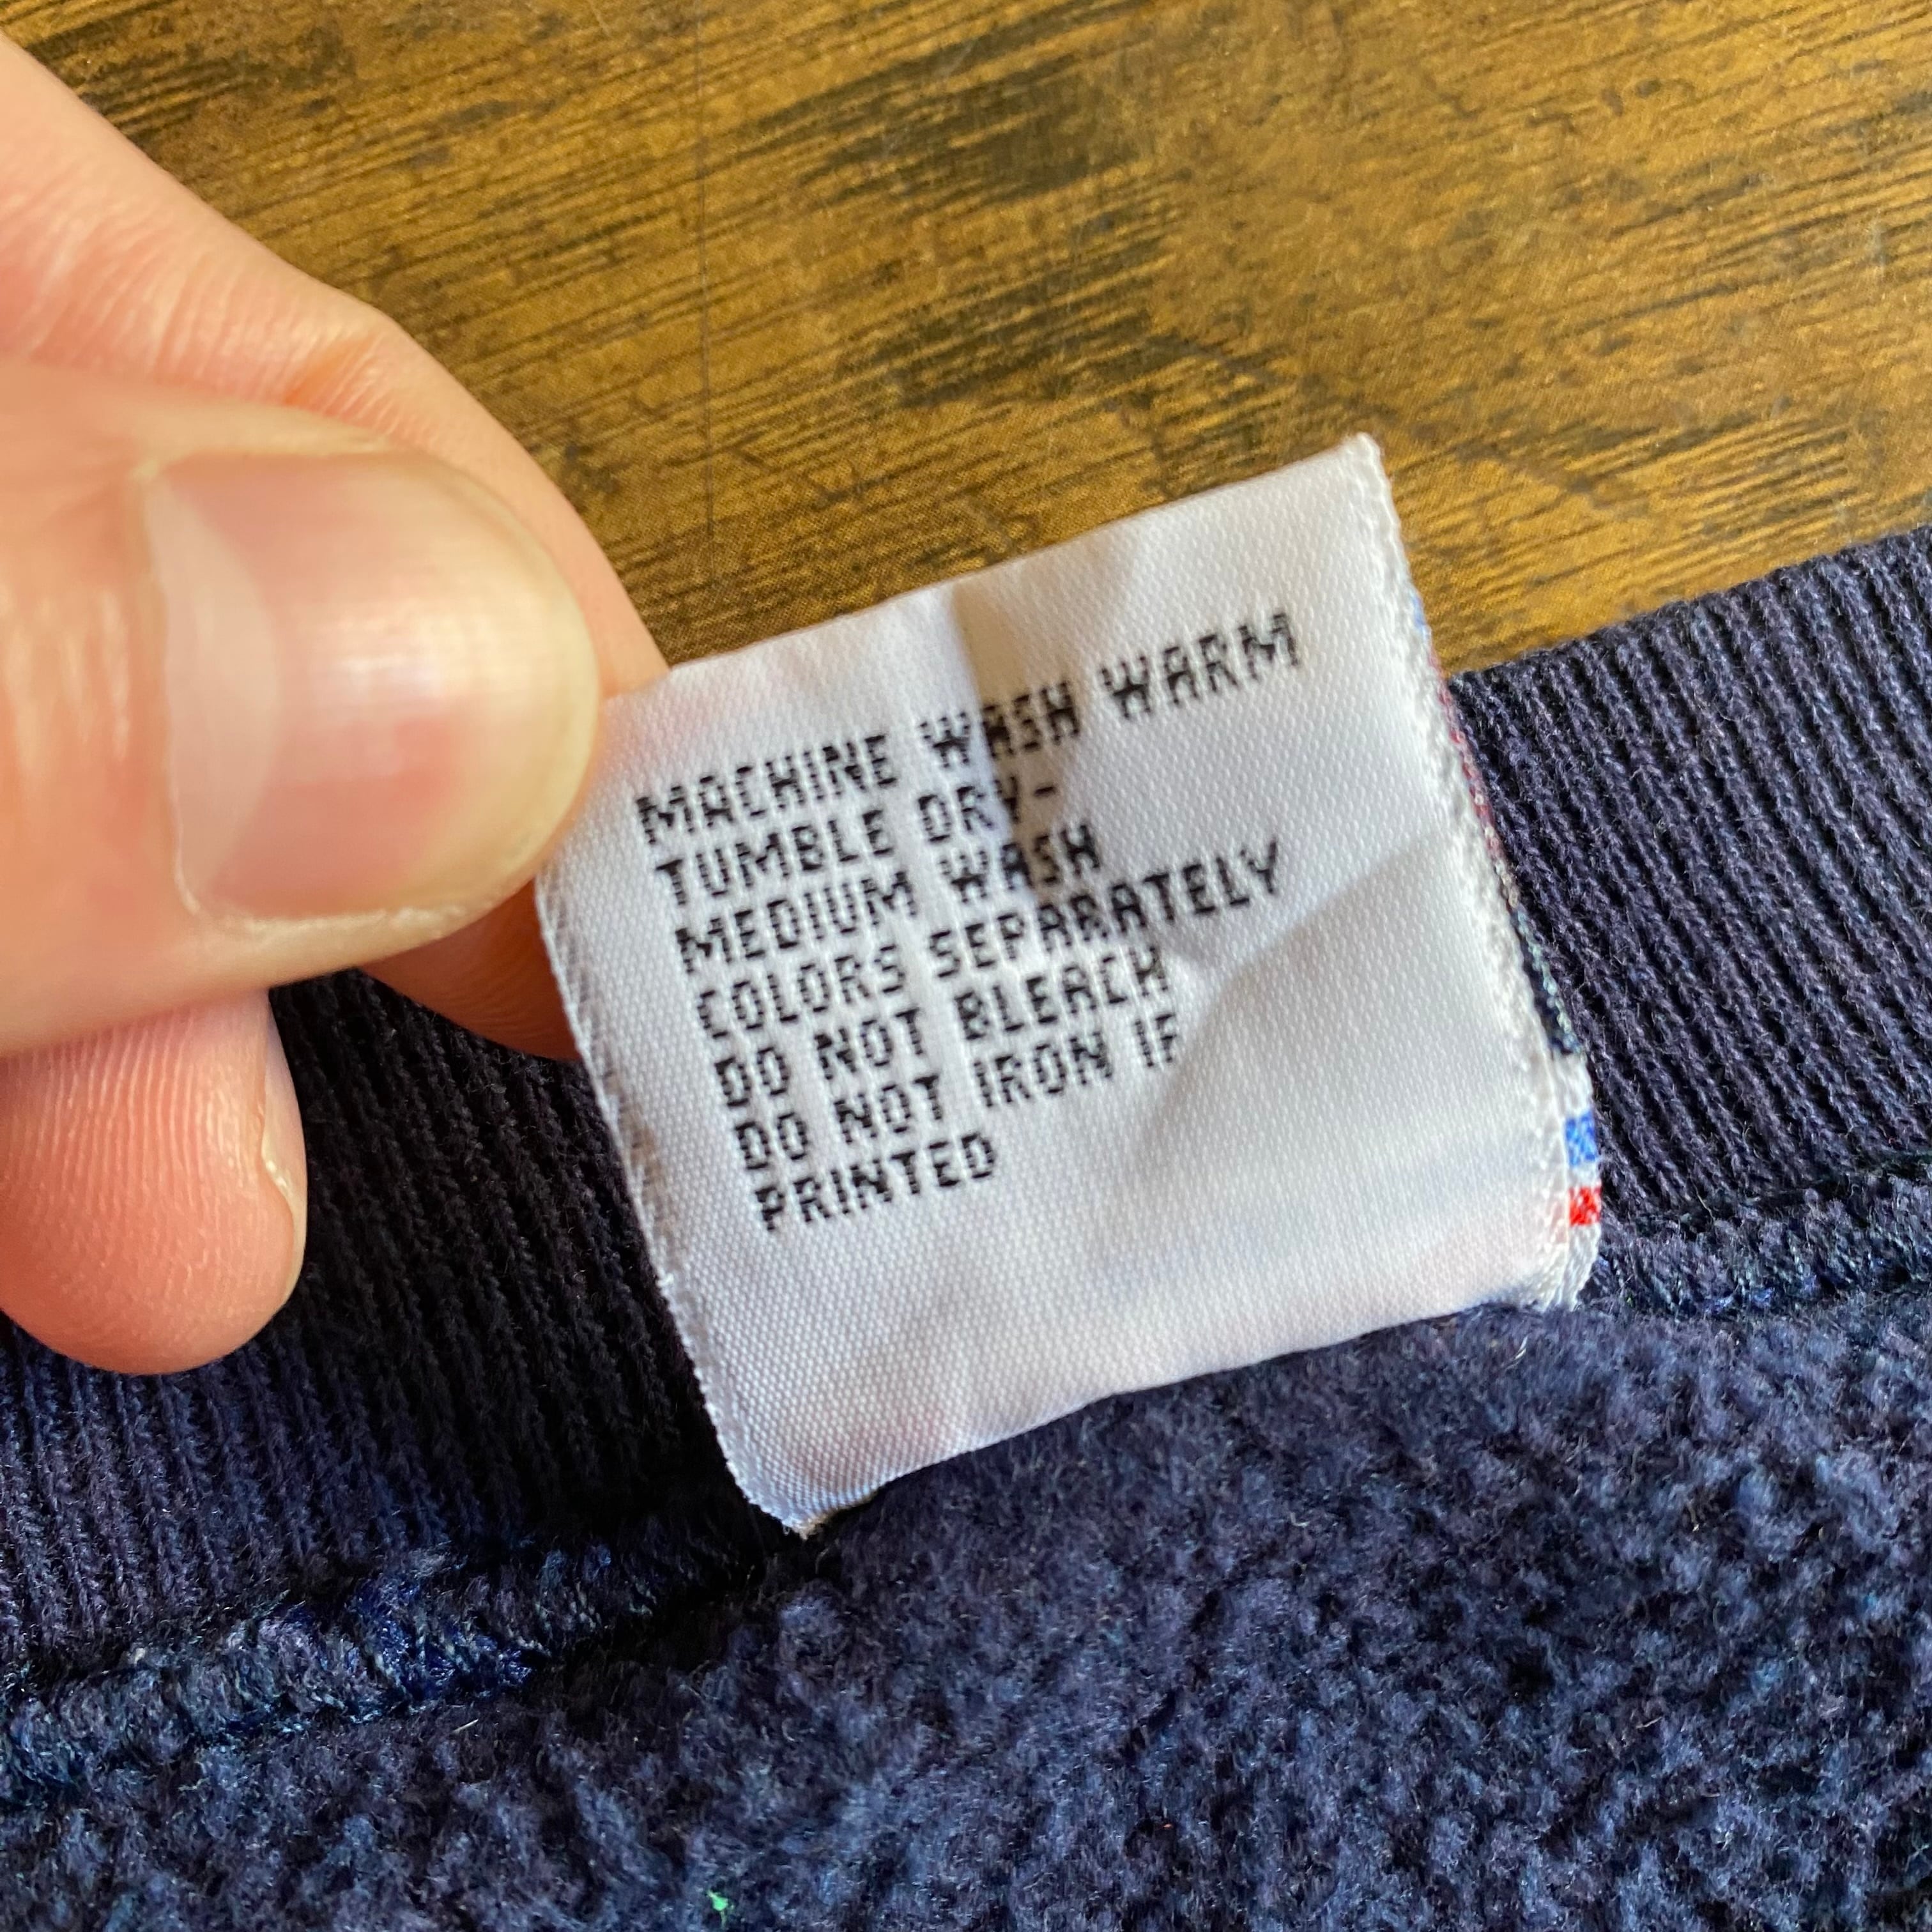 MACHINE WASH WARM
TUMBLE DRY-
MEDIUM WASH
COLORS SEPARATELY
DO NOT BLEACH
DO NOT IRON IF
PRINTED